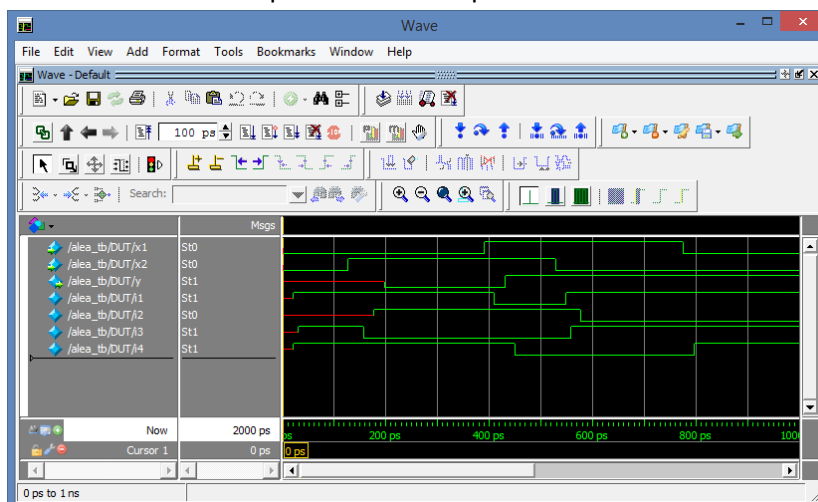 Wave
File Edit View Add Format Tools Bookmarks Window Help
Wave - Default
100 ps
Search:
Msgs
/alea_tb/DUT/x1 St0
/alea_tb/DUT/x2 St0
/alea_tb/DUT/y St1
/alea_tb/DUT/i1 St1
/alea_tb/DUT/i2 St0
/alea_tb/DUT/i3 St1
/alea_tb/DUT/i4 St1
Now 2000 ps
ps 200 ps 400 ps 600 ps 800 ps 100
Cursor 1 0 ps 0 ps
0 ps to 1 ns